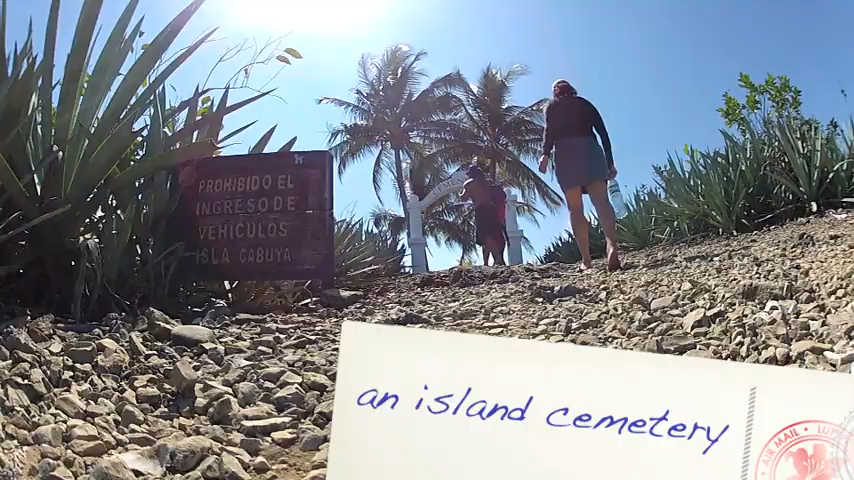 PROHIBIDO EL
INGRESO DE
VEHICULOS
ISLA CABUYA
an island cemetery
AIR MAIL